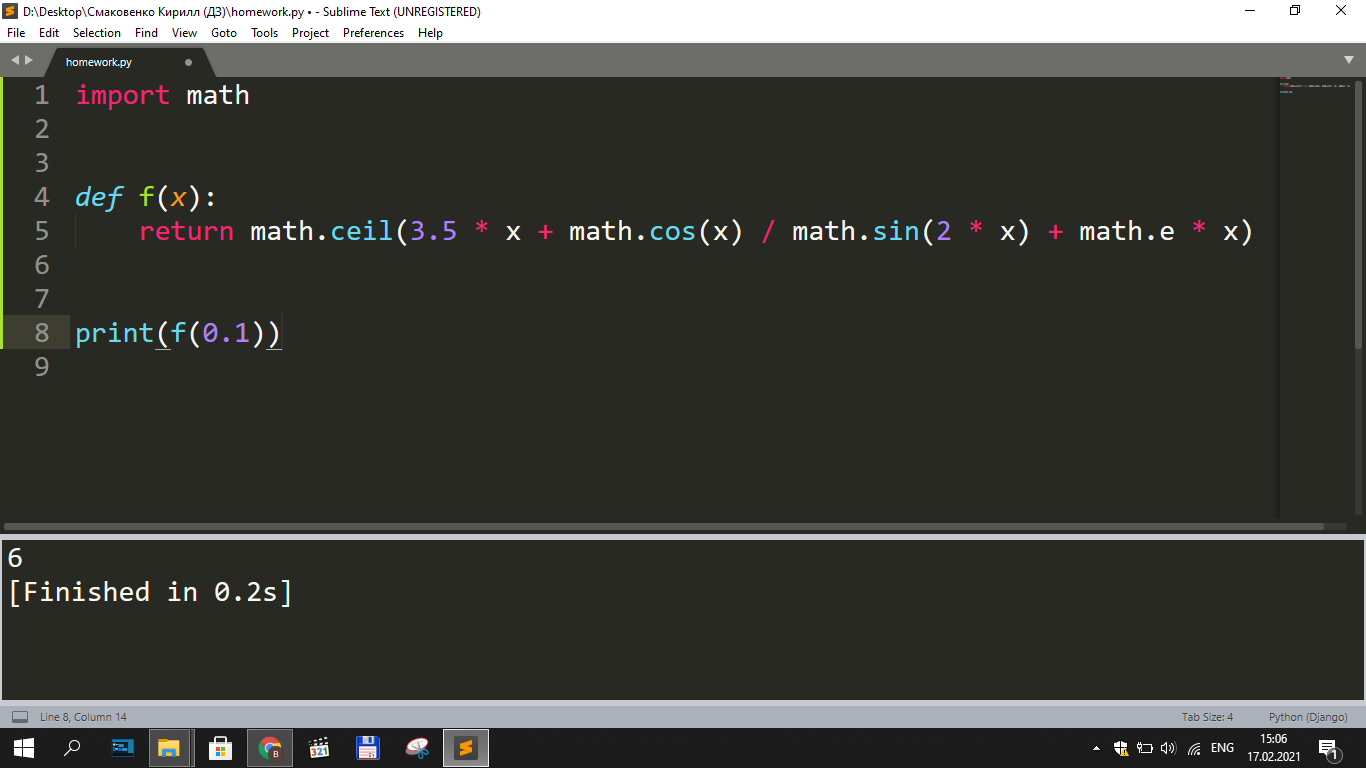 D:\Desktop\Смаковенко Кирилл (ДЗ)\homework.py • - Sublime Text (UNREGISTERED)
File Edit Selection Find View Goto Tools Project Preferences Help
homework.py
1 import math
2
3
4 def f(x):
5     return math.ceil(3.5 * x + math.cos(x) / math.sin(2 * x) + math.e * x)
6
7
8 print(f(0.1))
9
6
[Finished in 0.2s]
Line 8, Column 14 Tab Size: 4 Python (Django)
321
B
ENG
15:06
17.02.2021
1